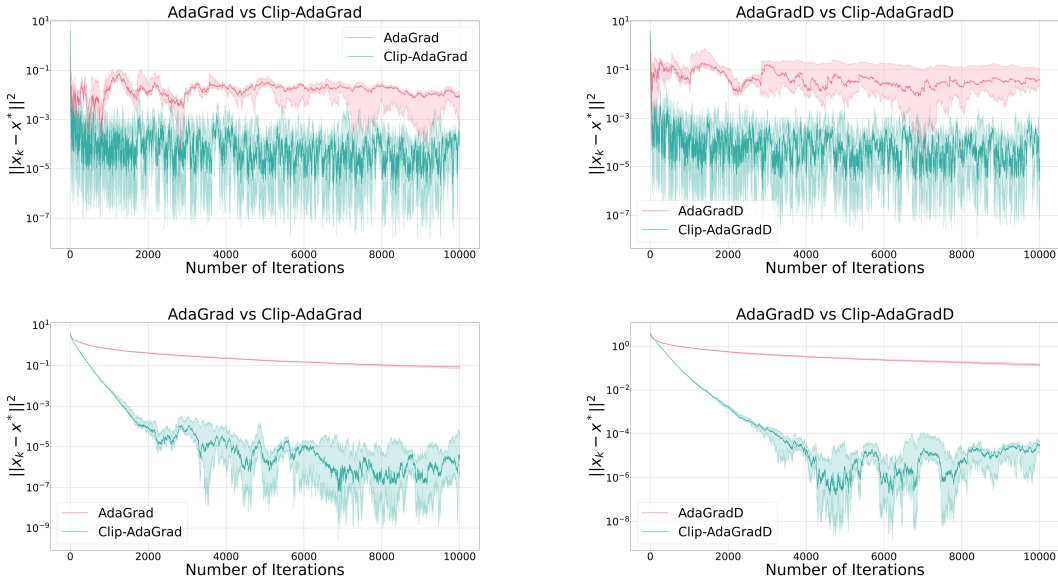 AdaGrad vs Clip-AdaGrad
10^1
10^-1
10^-3
10^-5
10^-7
||x_k − x*||^2
AdaGrad
Clip-AdaGrad
0 2000 4000 6000 8000 10000
Number of Iterations
AdaGradD vs Clip-AdaGradD
10^1
10^-1
10^-3
10^-5
10^-7
||x_k − x*||^2
AdaGradD
Clip-AdaGradD
0 2000 4000 6000 8000 10000
Number of Iterations
AdaGrad vs Clip-AdaGrad
10^1
10^-1
10^-3
10^-5
10^-7
10^-9
||x_k − x*||^2
AdaGrad
Clip-AdaGrad
0 2000 4000 6000 8000 10000
Number of Iterations
AdaGradD vs Clip-AdaGradD
10^0
10^-2
10^-4
10^-6
10^-8
||x_k − x*||^2
AdaGradD
Clip-AdaGradD
0 2000 4000 6000 8000 10000
Number of Iterations